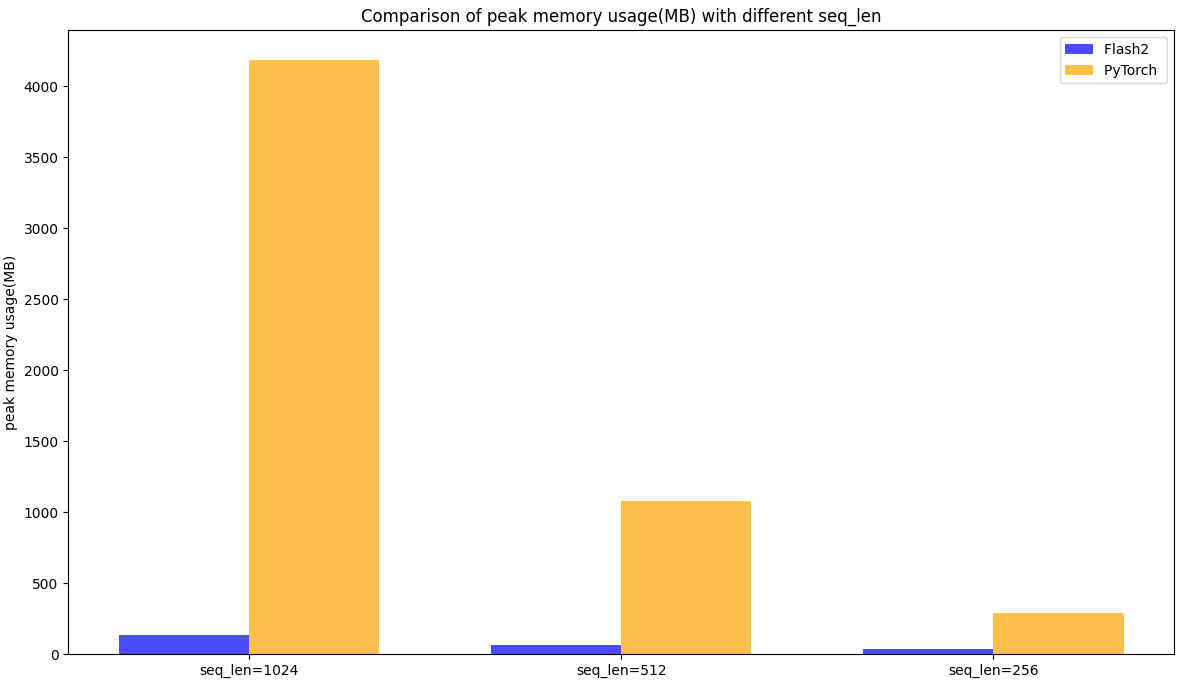 Comparison of peak memory usage(MB) with different seq_len
Flash2
PyTorch
peak memory usage(MB)
4000
3500
3000
2500
2000
1500
1000
500
0
seq_len=1024
seq_len=512
seq_len=256